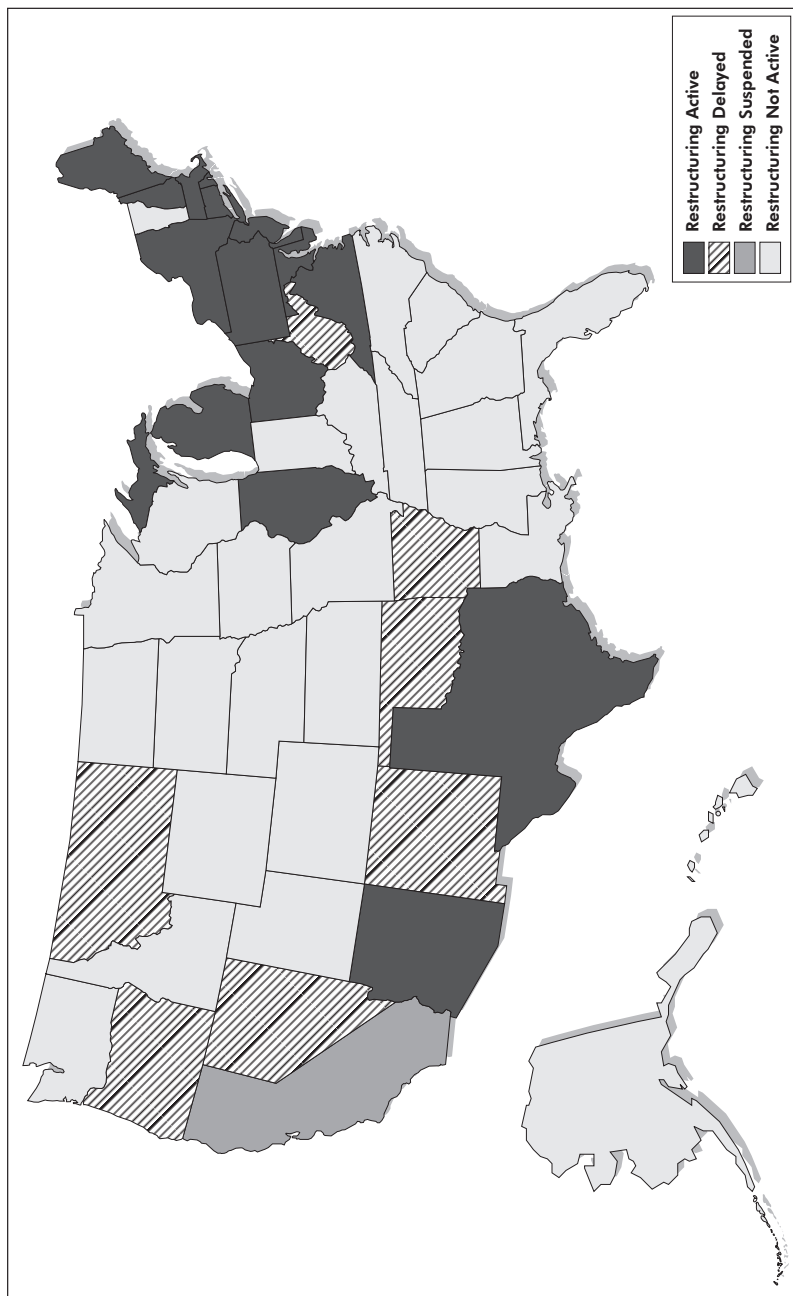 Restructuring Active
Restructuring Delayed
Restructuring Suspended
Restructuring Not Active